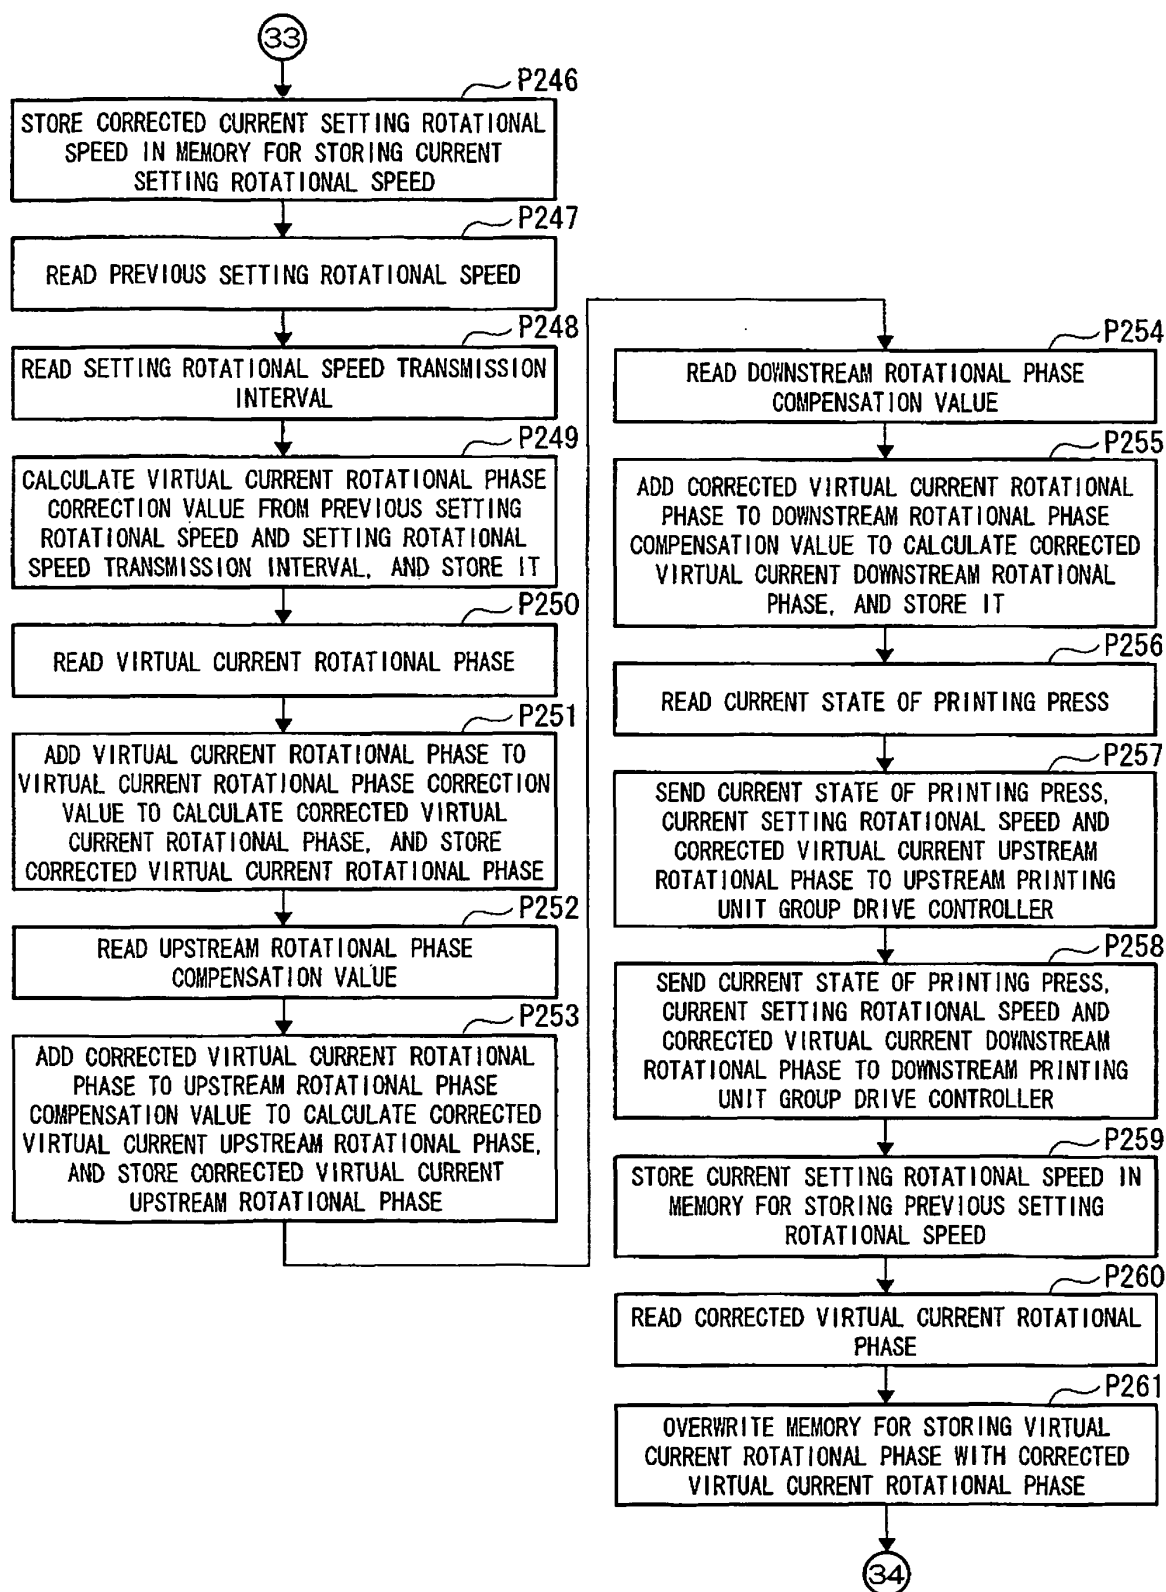 33
P246
STORE CORRECTED CURRENT SETTING ROTATIONAL
SPEED IN MEMORY FOR STORING CURRENT
SETTING ROTATIONAL SPEED
P247
READ PREVIOUS SETTING ROTATIONAL SPEED
P248
READ SETTING ROTATIONAL SPEED TRANSMISSION
INTERVAL
P249
CALCULATE VIRTUAL CURRENT ROTATIONAL PHASE
CORRECTION VALUE FROM PREVIOUS SETTING
ROTATIONAL SPEED AND SETTING ROTATIONAL
SPEED TRANSMISSION INTERVAL, AND STORE IT
P250
READ VIRTUAL CURRENT ROTATIONAL PHASE
P251
ADD VIRTUAL CURRENT ROTATIONAL PHASE TO
VIRTUAL CURRENT ROTATIONAL PHASE CORRECTION
VALUE TO CALCULATE CORRECTED VIRTUAL
CURRENT ROTATIONAL PHASE, AND STORE
CORRECTED VIRTUAL CURRENT ROTATIONAL PHASE
P252
READ UPSTREAM ROTATIONAL PHASE
COMPENSATION VALUE
P253
ADD CORRECTED VIRTUAL CURRENT ROTATIONAL
PHASE TO UPSTREAM ROTATIONAL PHASE
COMPENSATION VALUE TO CALCULATE CORRECTED
VIRTUAL CURRENT UPSTREAM ROTATIONAL PHASE,
AND STORE CORRECTED VIRTUAL CURRENT
UPSTREAM ROTATIONAL PHASE
P254
READ DOWNSTREAM ROTATIONAL PHASE
COMPENSATION VALUE
P255
ADD CORRECTED VIRTUAL CURRENT ROTATIONAL
PHASE TO DOWNSTREAM ROTATIONAL PHASE
COMPENSATION VALUE TO CALCULATE CORRECTED
VIRTUAL CURRENT DOWNSTREAM ROTATIONAL
PHASE, AND STORE IT
P256
READ CURRENT STATE OF PRINTING PRESS
P257
SEND CURRENT STATE OF PRINTING PRESS,
CURRENT SETTING ROTATIONAL SPEED AND
CORRECTED VIRTUAL CURRENT UPSTREAM
ROTATIONAL PHASE TO UPSTREAM PRINTING
UNIT GROUP DRIVE CONTROLLER
P258
SEND CURRENT STATE OF PRINTING PRESS,
CURRENT SETTING ROTATIONAL SPEED AND
CORRECTED VIRTUAL CURRENT DOWNSTREAM
ROTATIONAL PHASE TO DOWNSTREAM PRINTING
UNIT GROUP DRIVE CONTROLLER
P259
STORE CURRENT SETTING ROTATIONAL SPEED IN
MEMORY FOR STORING PREVIOUS SETTING
ROTATIONAL SPEED
P260
READ CORRECTED VIRTUAL CURRENT ROTATIONAL
PHASE
P261
OVERWRITE MEMORY FOR STORING VIRTUAL
CURRENT ROTATIONAL PHASE WITH CORRECTED
VIRTUAL CURRENT ROTATIONAL PHASE
34